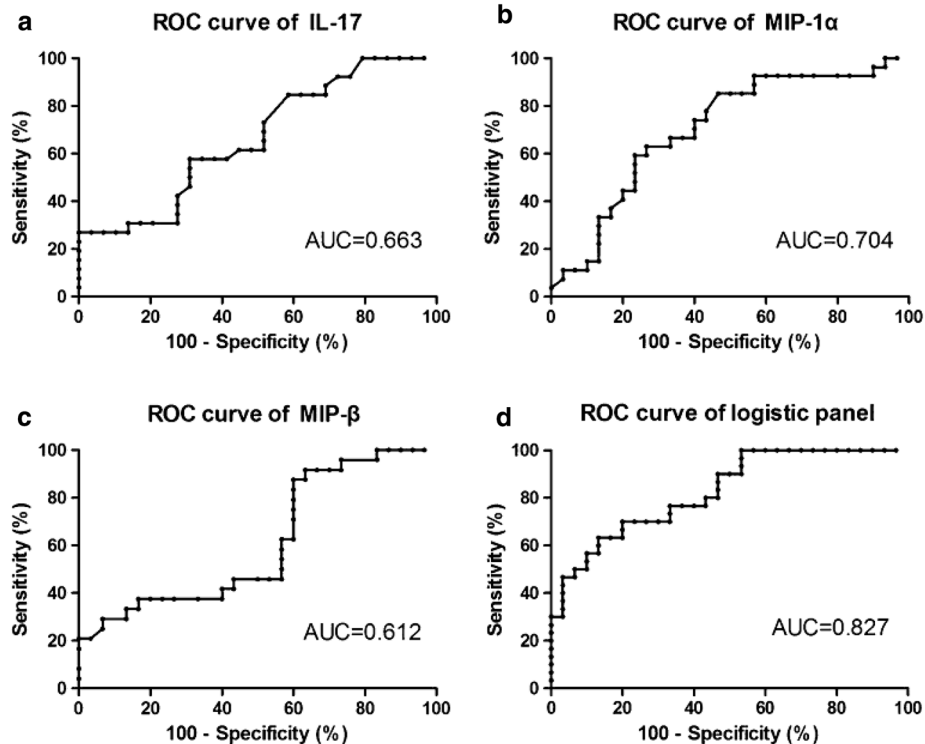 a
ROC curve of IL-17
100
80
60
40
20
0
Sensitivity (%)
AUC=0.663
0 20 40 60 80 100
100 - Specificity (%)
b
ROC curve of MIP-1α
100
80
60
40
20
0
Sensitivity (%)
AUC=0.704
0 20 40 60 80 100
100 - Specificity (%)
c
ROC curve of MIP-β
100
80
60
40
20
0
Sensitivity (%)
AUC=0.612
0 20 40 60 80 100
100 - Specificity (%)
d
ROC curve of logistic panel
100
80
60
40
20
0
Sensitivity (%)
AUC=0.827
0 20 40 60 80 100
100 - Specificity (%)